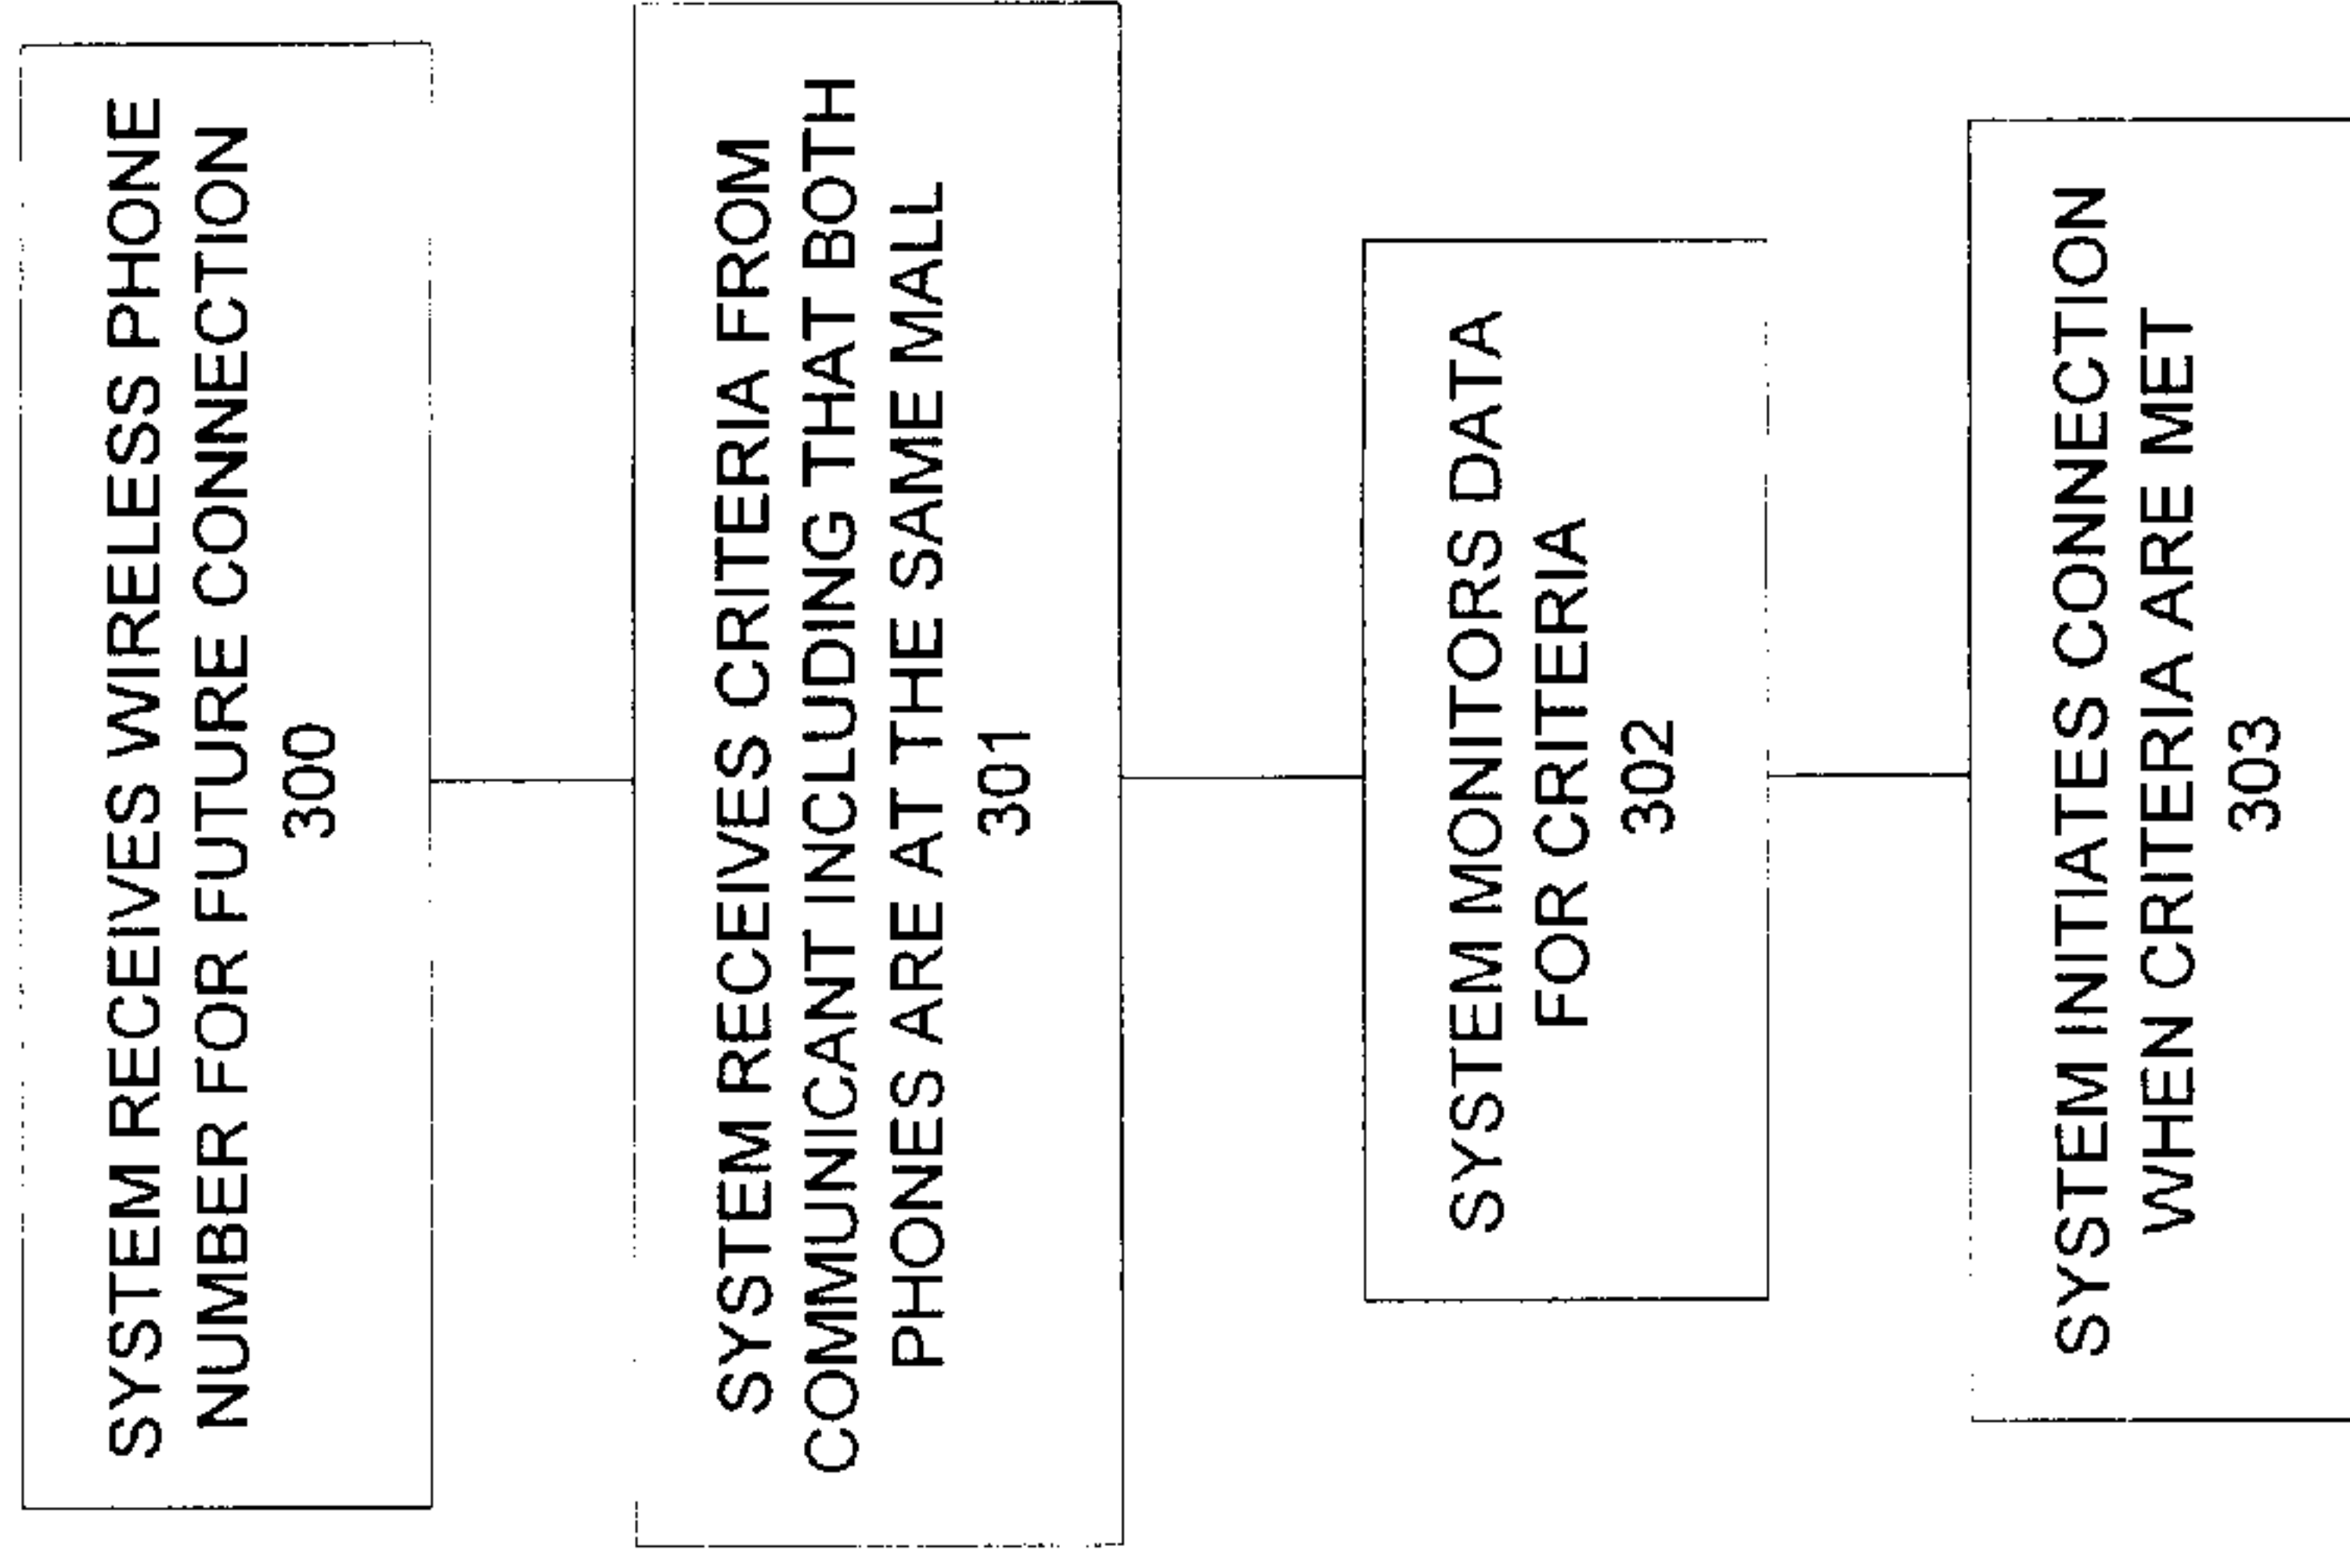 SYSTEM RECEIVES WIRELESS PHONE
NUMBER FOR FUTURE CONNECTION
300
SYSTEM RECEIVES CRITERIA FROM
COMMUNICANT INCLUDING THAT BOTH
PHONES ARE AT THE SAME MALL
301
SYSTEM MONITORS DATA
FOR CRITERIA
302
SYSTEM INITIATES CONNECTION
WHEN CRITERIA ARE MET
303